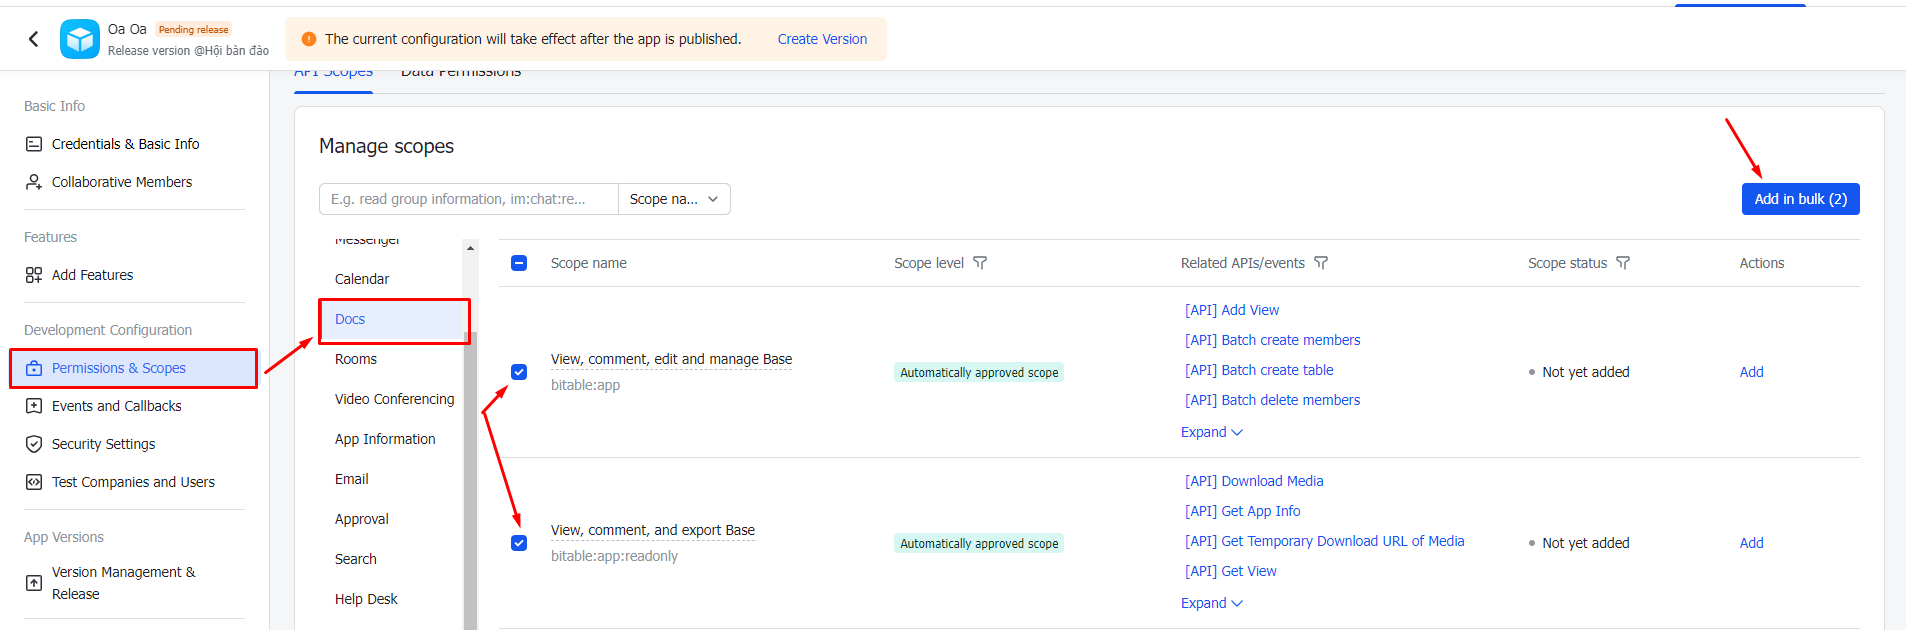 Oa Oa Pending release
Release version @Hội bàn đào
The current configuration will take effect after the app is published. Create Version
API Scopes Data Permissions
Basic Info
Credentials & Basic Info
Collaborative Members
Features
Add Features
Development Configuration
Permissions & Scopes
Events and Callbacks
Security Settings
Test Companies and Users
App Versions
Version Management &
Release
Manage scopes
E.g. read group information, im:chat:re... Scope na...
Add in bulk (2)
Messenger
Calendar
Docs
Rooms
Video Conferencing
App Information
Email
Approval
Search
Help Desk
Scope name Scope level Related APIs/events Scope status Actions
View, comment, edit and manage Base
bitable:app
Automatically approved scope
[API] Add View
[API] Batch create members
[API] Batch create table
[API] Batch delete members
Expand
Not yet added
Add
View, comment, and export Base
bitable:app:readonly
Automatically approved scope
[API] Download Media
[API] Get App Info
[API] Get Temporary Download URL of Media
[API] Get View
Expand
Not yet added
Add